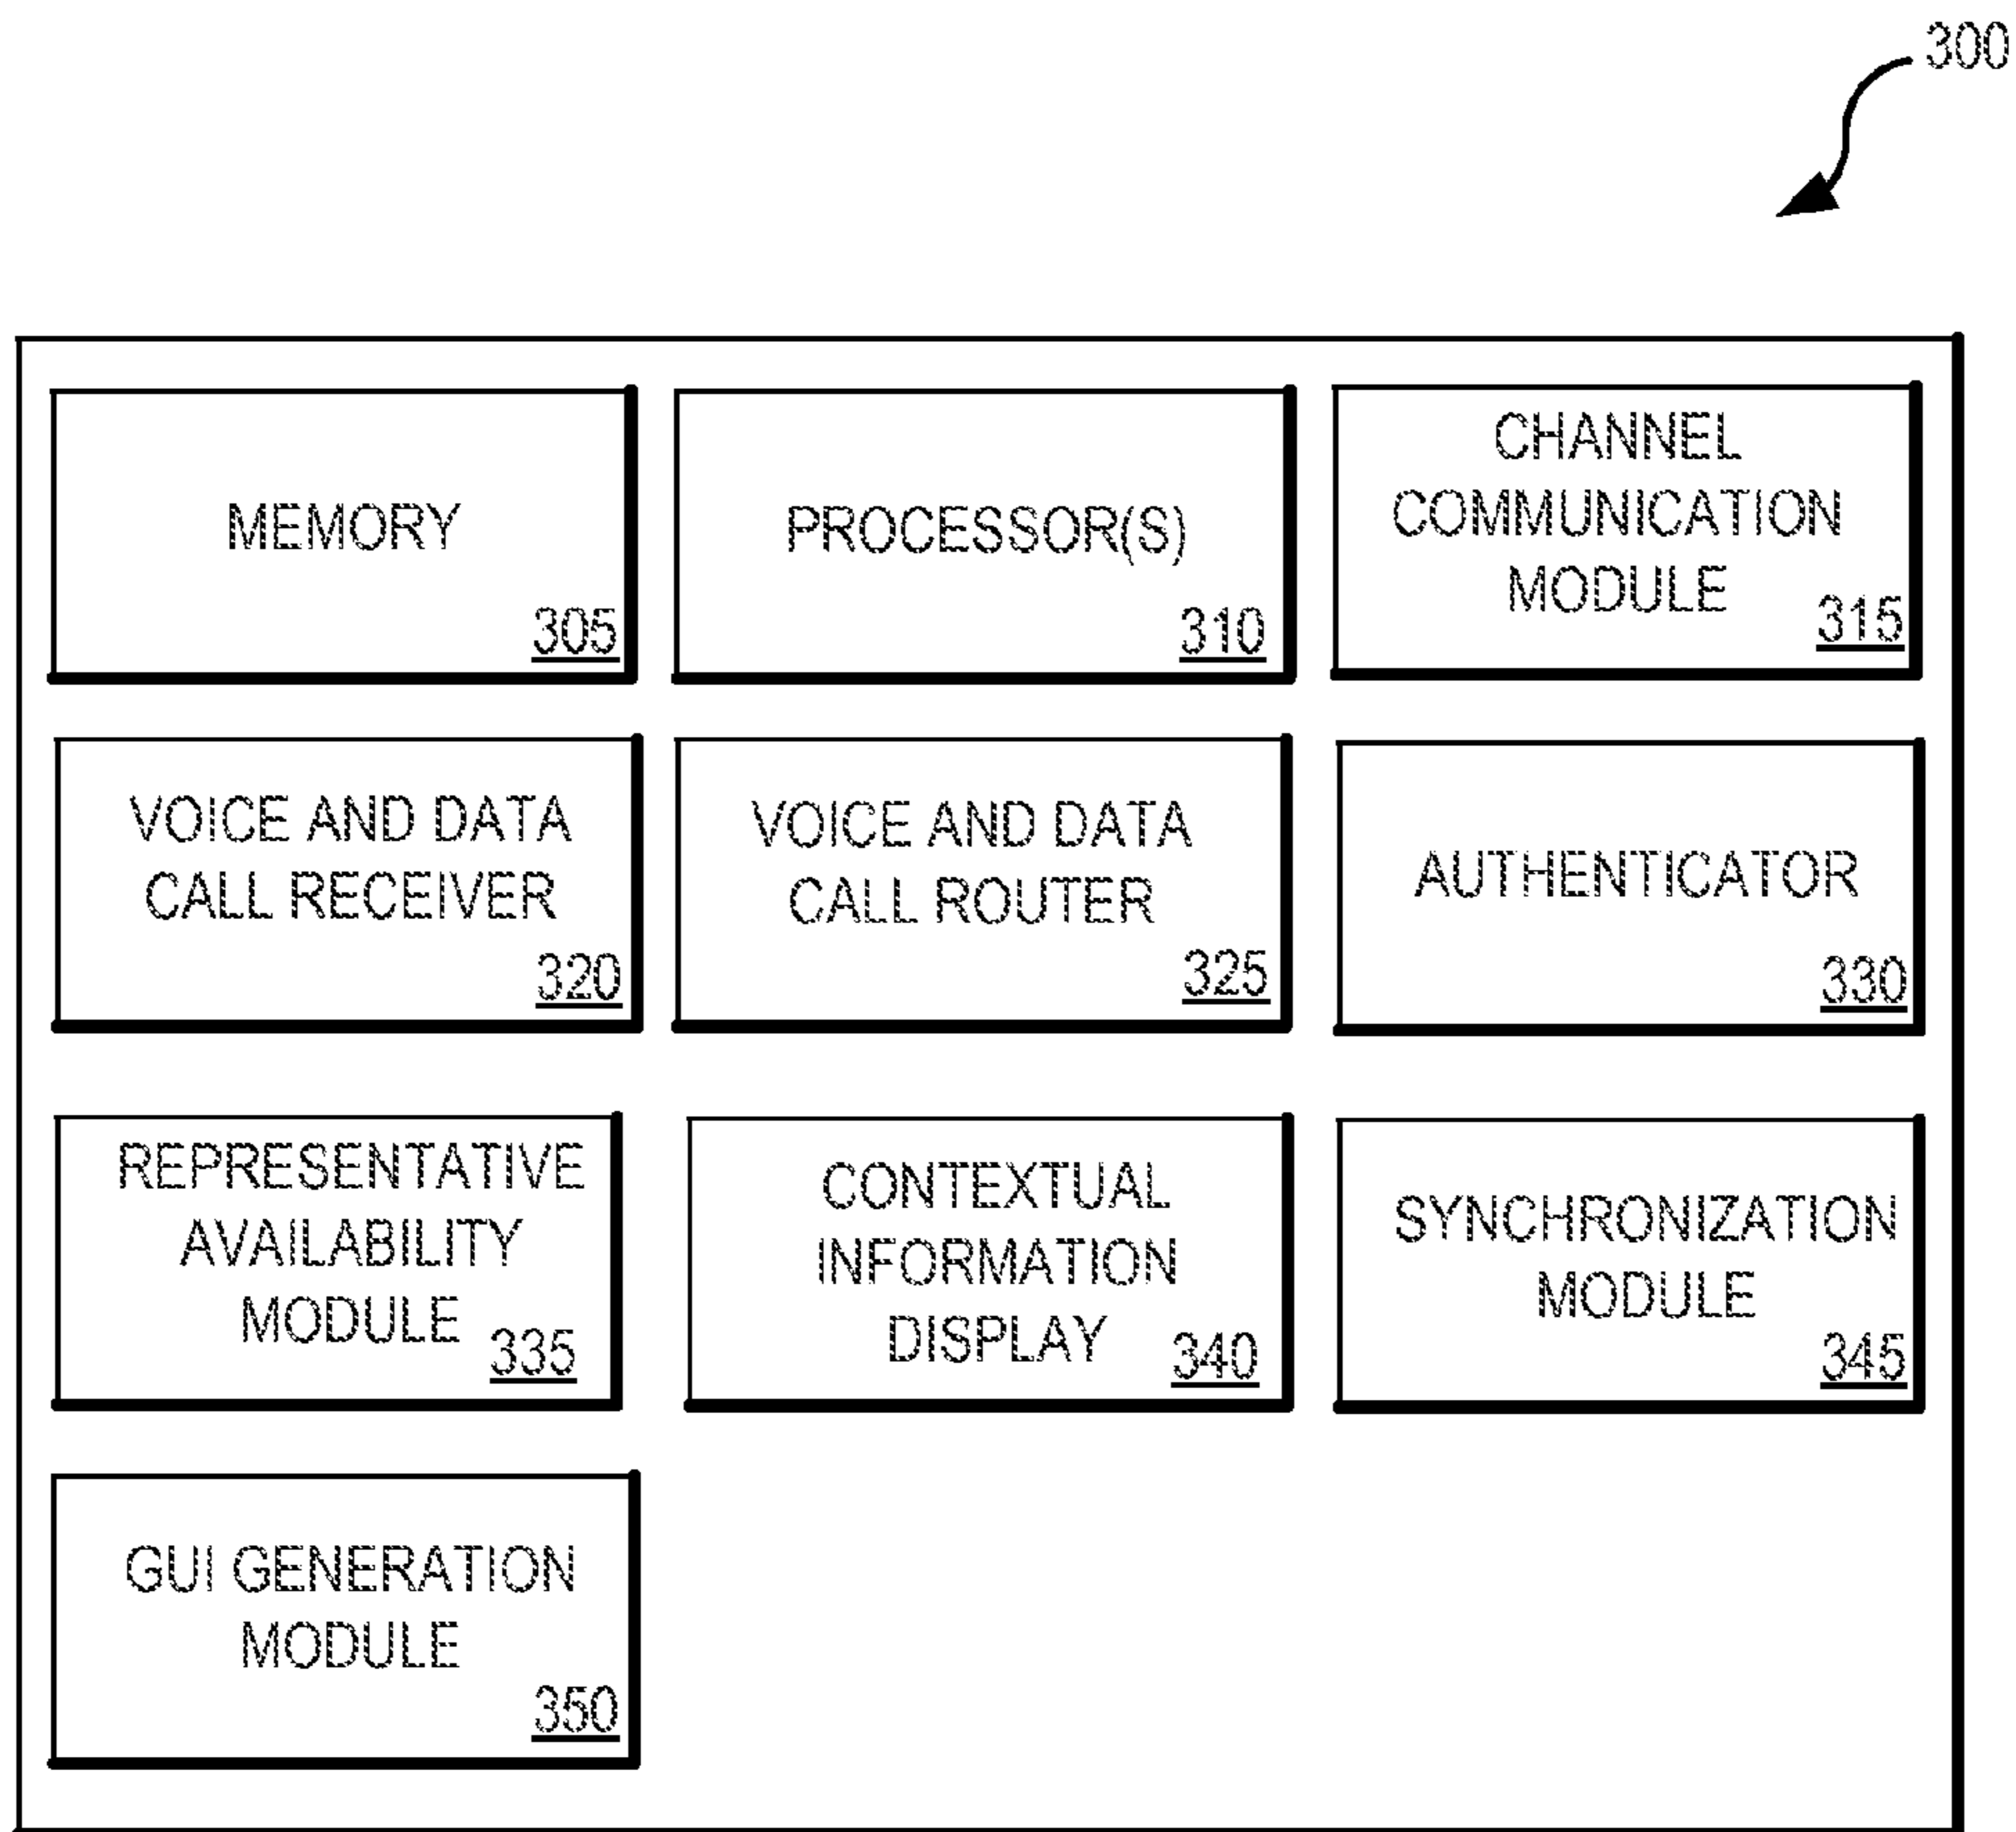 300
MEMORY
305
PROCESSOR(S)
310
CHANNEL
COMMUNICATION
MODULE
315
VOICE AND DATA
CALL RECEIVER
320
VOICE AND DATA
CALL ROUTER
325
AUTHENTICATOR
330
REPRESENTATIVE
AVAILABILITY
MODULE
335
CONTEXTUAL
INFORMATION
DISPLAY
340
SYNCHRONIZATION
MODULE
345
GUI GENERATION
MODULE
350